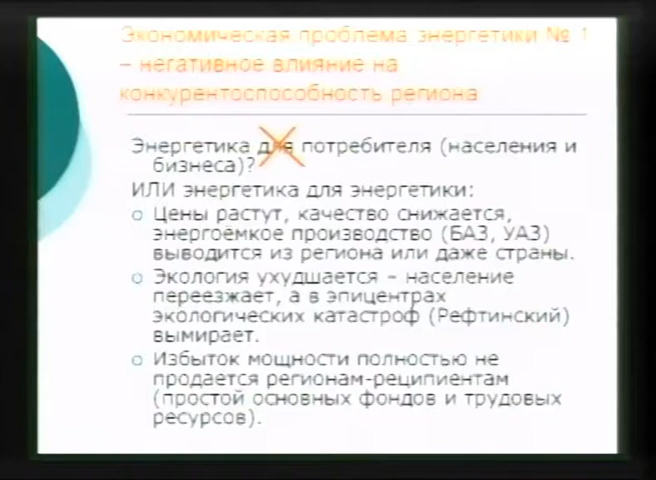 Экономическая проблема энергетики № 1
– негативное влияние на
конкурентоспособность региона
Энергетика для потребителя (населения и
бизнеса)?
ИЛИ энергетика для энергетики:
Цены растут, качество снижается,
энергоёмкое производство (БАЗ, УАЗ)
выводится из региона или даже страны.
Экология ухудшается – население
переезжает, а в эпицентрах
экологических катастроф (Рефтинский)
вымирает.
Избыток мощности полностью не
продается регионам-реципиентам
(простой основных фондов и трудовых
ресурсов).